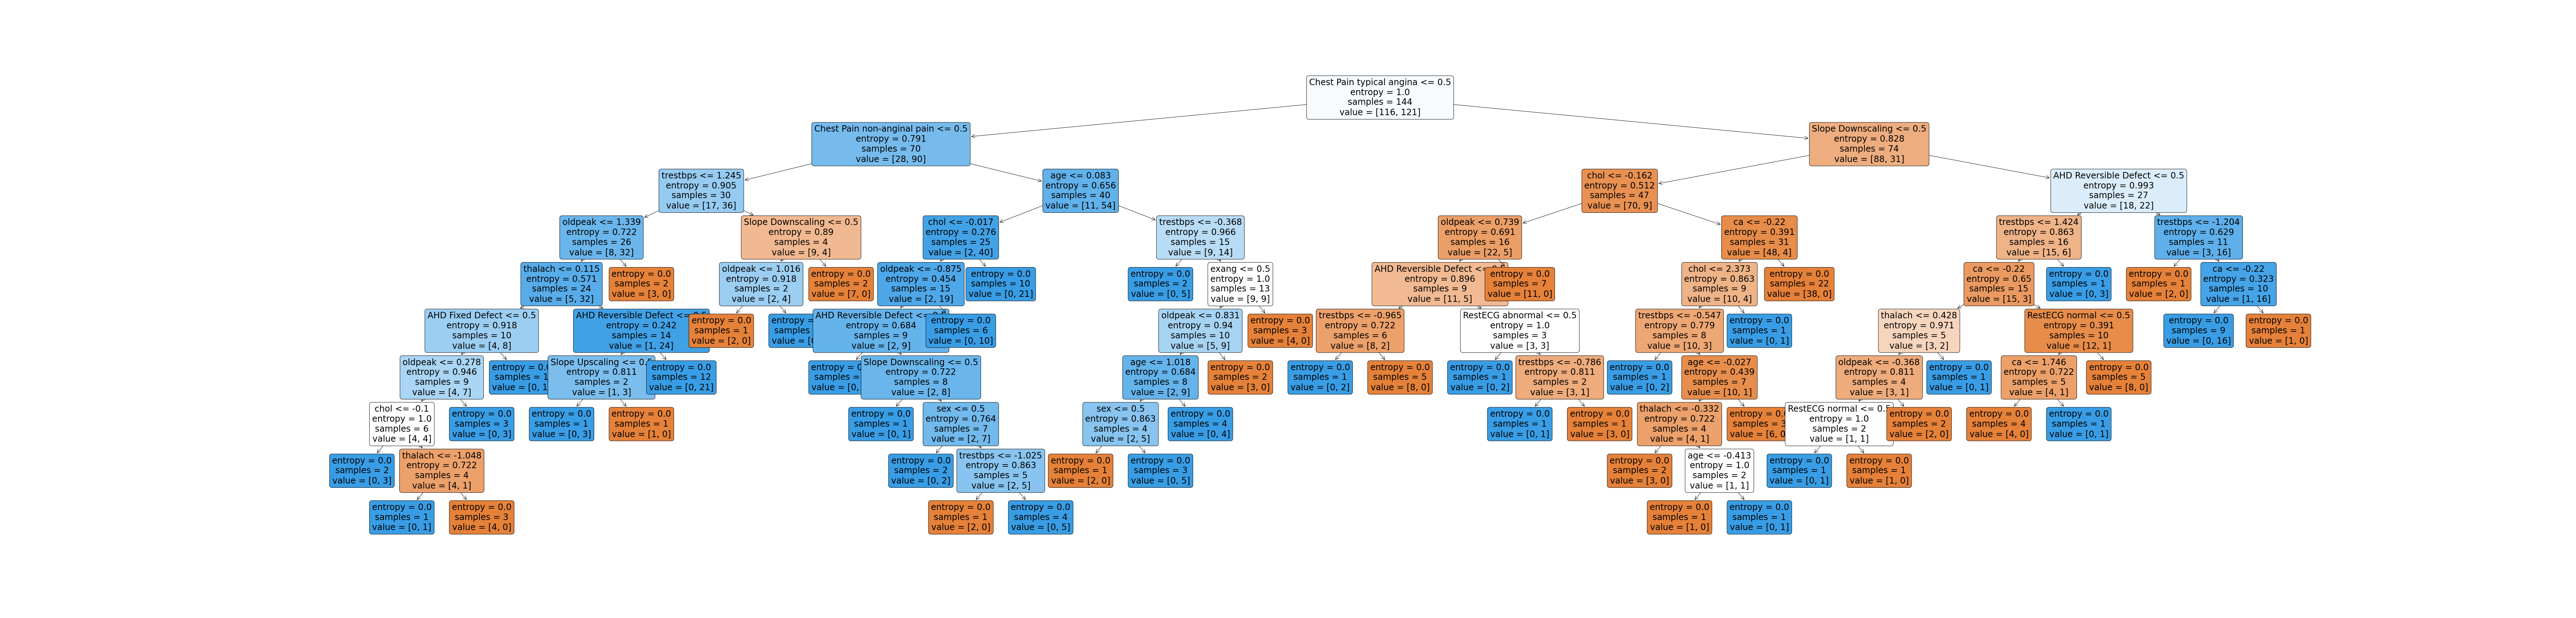 Chest Pain typical angina <= 0.5
entropy = 1.0
samples = 144
value = [116, 121]
Chest Pain non-anginal pain <= 0.5
entropy = 0.791
samples = 70
value = [28, 90]
Slope Downscaling <= 0.5
entropy = 0.828
samples = 74
value = [88, 31]
trestbps <= 1.245
entropy = 0.905
samples = 30
value = [17, 36]
age <= 0.083
entropy = 0.656
samples = 40
value = [11, 54]
chol <= -0.162
entropy = 0.512
samples = 47
value = [70, 9]
AHD Reversible Defect <= 0.5
entropy = 0.993
samples = 27
value = [18, 22]
oldpeak <= 1.339
entropy = 0.722
samples = 26
value = [8, 32]
Slope Downscaling <= 0.5
entropy = 0.89
samples = 4
value = [9, 4]
chol <= -0.017
entropy = 0.276
samples = 25
value = [2, 40]
trestbps <= -0.368
entropy = 0.966
samples = 15
value = [9, 14]
oldpeak <= 0.739
entropy = 0.691
samples = 16
value = [22, 5]
ca <= -0.22
entropy = 0.391
samples = 31
value = [48, 4]
trestbps <= 1.424
entropy = 0.863
samples = 16
value = [15, 6]
trestbps <= -1.204
entropy = 0.629
samples = 11
value = [3, 16]
thalach <= 0.115
entropy = 0.571
samples = 24
value = [5, 32]
entropy = 0.0
samples = 2
value = [3, 0]
oldpeak <= 1.016
entropy = 0.918
samples = 2
value = [2, 4]
entropy = 0.0
samples = 2
value = [7, 0]
oldpeak <= -0.875
entropy = 0.454
samples = 15
value = [2, 19]
entropy = 0.0
samples = 10
value = [0, 21]
entropy = 0.0
samples = 2
value = [0, 5]
exang <= 0.5
entropy = 1.0
samples = 13
value = [9, 9]
AHD Reversible Defect <=
entropy = 0.896
samples = 9
value = [11, 5]
entropy = 0.0
samples = 7
value = [11, 0]
chol <= 2.373
entropy = 0.863
samples = 9
value = [10, 4]
entropy = 0.0
samples = 22
value = [38, 0]
ca <= -0.22
entropy = 0.65
samples = 15
value = [15, 3]
entropy = 0.0
samples = 1
value = [0, 3]
entropy = 0.0
samples = 1
value = [2, 0]
ca <= -0.22
entropy = 0.323
samples = 10
value = [1, 16]
AHD Fixed Defect <= 0.5
entropy = 0.918
samples = 10
value = [4, 8]
AHD Reversible Defect <=
entropy = 0.242
samples = 14
value = [1, 24]
entropy = 0.0
samples = 1
value = [2, 0]
entropy =
samples
value =
AHD Reversible Defect <=
entropy = 0.684
samples = 9
value = [2, 9]
entropy = 0.0
samples = 6
value = [0, 10]
oldpeak <= 0.831
entropy = 0.94
samples = 10
value = [5, 9]
entropy = 0.0
samples = 3
value = [4, 0]
trestbps <= -0.965
entropy = 0.722
samples = 6
value = [8, 2]
RestECG abnormal <= 0.5
entropy = 1.0
samples = 3
value = [3, 3]
trestbps <= -0.547
entropy = 0.779
samples = 8
value = [10, 3]
entropy = 0.0
samples = 1
value = [0, 1]
thalach <= 0.428
entropy = 0.971
samples = 5
value = [3, 2]
RestECG normal <= 0.5
entropy = 0.391
samples = 10
value = [12, 1]
entropy = 0.0
samples = 9
value = [0, 16]
entropy = 0.0
samples = 1
value = [1, 0]
oldpeak <= 0.278
entropy = 0.946
samples = 9
value = [4, 7]
entropy =
samples =
value = [0,
Slope Upscaling <=
entropy = 0.811
samples = 2
value = [1, 3]
entropy = 0.0
samples = 12
value = [0, 21]
entropy =
samples =
value = [0,
Slope Downscaling <= 0.5
entropy = 0.722
samples = 8
value = [2, 8]
age <= 1.018
entropy = 0.684
samples = 8
value = [2, 9]
entropy = 0.0
samples = 2
value = [3, 0]
entropy = 0.0
samples = 1
value = [0, 2]
entropy = 0.0
samples = 5
value = [8, 0]
entropy = 0.0
samples = 1
value = [0, 2]
trestbps <= -0.786
entropy = 0.811
samples = 2
value = [3, 1]
entropy = 0.0
samples = 1
value = [0, 2]
age <= -0.027
entropy = 0.439
samples = 7
value = [10, 1]
oldpeak <= -0.368
entropy = 0.811
samples = 4
value = [3, 1]
entropy = 0.0
samples = 1
value = [0, 1]
ca <= 1.746
entropy = 0.722
samples = 5
value = [4, 1]
entropy = 0.0
samples = 5
value = [8, 0]
chol <= -0.1
entropy = 1.0
samples = 6
value = [4, 4]
entropy = 0.0
samples = 3
value = [0, 3]
entropy = 0.0
samples = 1
value = [0, 3]
entropy = 0.0
samples = 1
value = [1, 0]
entropy = 0.0
samples = 1
value = [0, 1]
sex <= 0.5
entropy = 0.764
samples = 7
value = [2, 7]
sex <= 0.5
entropy = 0.863
samples = 4
value = [2, 5]
entropy = 0.0
samples = 4
value = [0, 4]
entropy = 0.0
samples = 1
value = [0, 1]
entropy = 0.0
samples = 1
value = [3, 0]
thalach <= -0.332
entropy = 0.722
samples = 4
value = [4, 1]
entropy =
samples = 3
value = [6,
RestECG normal <= 0.5
entropy = 1.0
samples = 2
value = [1, 1]
entropy = 0.0
samples = 2
value = [2, 0]
entropy = 0.0
samples = 4
value = [4, 0]
entropy = 0.0
samples = 1
value = [0, 1]
entropy = 0.0
samples = 2
value = [0, 3]
thalach <= -1.048
entropy = 0.722
samples = 4
value = [4, 1]
entropy = 0.0
samples = 2
value = [0, 2]
trestbps <= -1.025
entropy = 0.863
samples = 5
value = [2, 5]
entropy = 0.0
samples = 1
value = [2, 0]
entropy = 0.0
samples = 3
value = [0, 5]
entropy = 0.0
samples = 2
value = [3, 0]
age <= -0.413
entropy = 1.0
samples = 2
value = [1, 1]
entropy = 0.0
samples = 1
value = [0, 1]
entropy = 0.0
samples = 1
value = [1, 0]
entropy = 0.0
samples = 1
value = [0, 1]
entropy = 0.0
samples = 3
value = [4, 0]
entropy = 0.0
samples = 1
value = [2, 0]
entropy = 0.0
samples = 4
value = [0, 5]
entropy = 0.0
samples = 1
value = [1, 0]
entropy = 0.0
samples = 1
value = [0, 1]